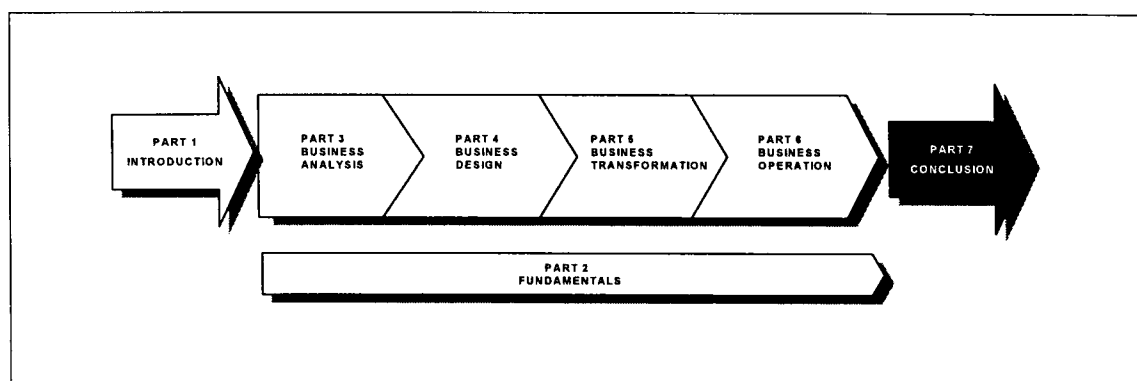 PART 1
INTRODUCTION
PART 3
BUSINESS
ANALYSIS
PART 4
BUSINESS
DESIGN
PART 5
BUSINESS
TRANSFORMATION
PART 6
BUSINESS
OPERATION
PART 7
CONCLUSION
PART 2
FUNDAMENTALS